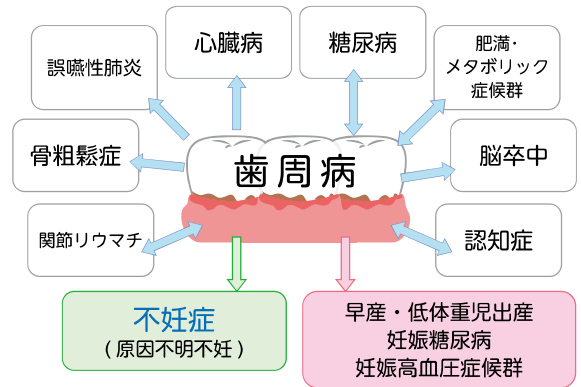 心臓病
糖尿病
肥満・
メタボリック
症候群
誤嚥性肺炎
骨粗鬆症
歯周病
脳卒中
関節リウマチ
認知症
不妊症
(原因不明不妊)
早産・低体重児出産
妊娠糖尿病
妊娠高血圧症候群